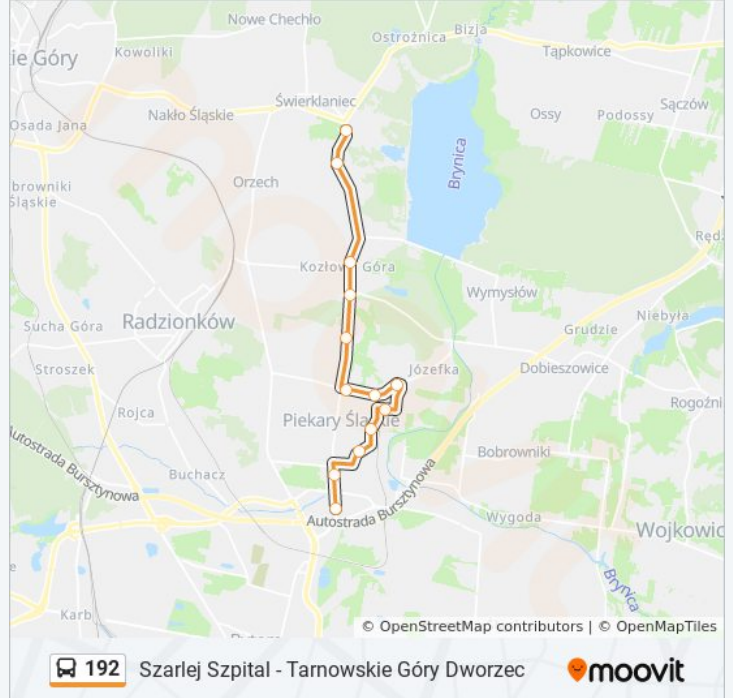 Nowe Chechło
Bizja
Ostrożnica
Kowoliki
Tąpkowice
ie Góry
Sączów
Świerklaniec
Nakło Śląskie
Ossy
Podossy
Osada Jana
Brynica
Orzech
browniki
Śląskie
Red
Kozłowa Góra
Wymysłów
Niebyła
Radzionków
Sucha Góra
Grudzie
Stroszek
Józefka
Dobieszowice
Rogoźni
Rojca
Piekary Śląskie
Autostrada Bursztynowa
Bobrowniki
Buchacz
Autostrada Bursztynowa
Wygoda
Wojkowic
Brynica
Karb
© OpenStreetMap contributors | © OpenMapTiles
192 Szarlej Szpital - Tarnowskie Góry Dworzec
moovit